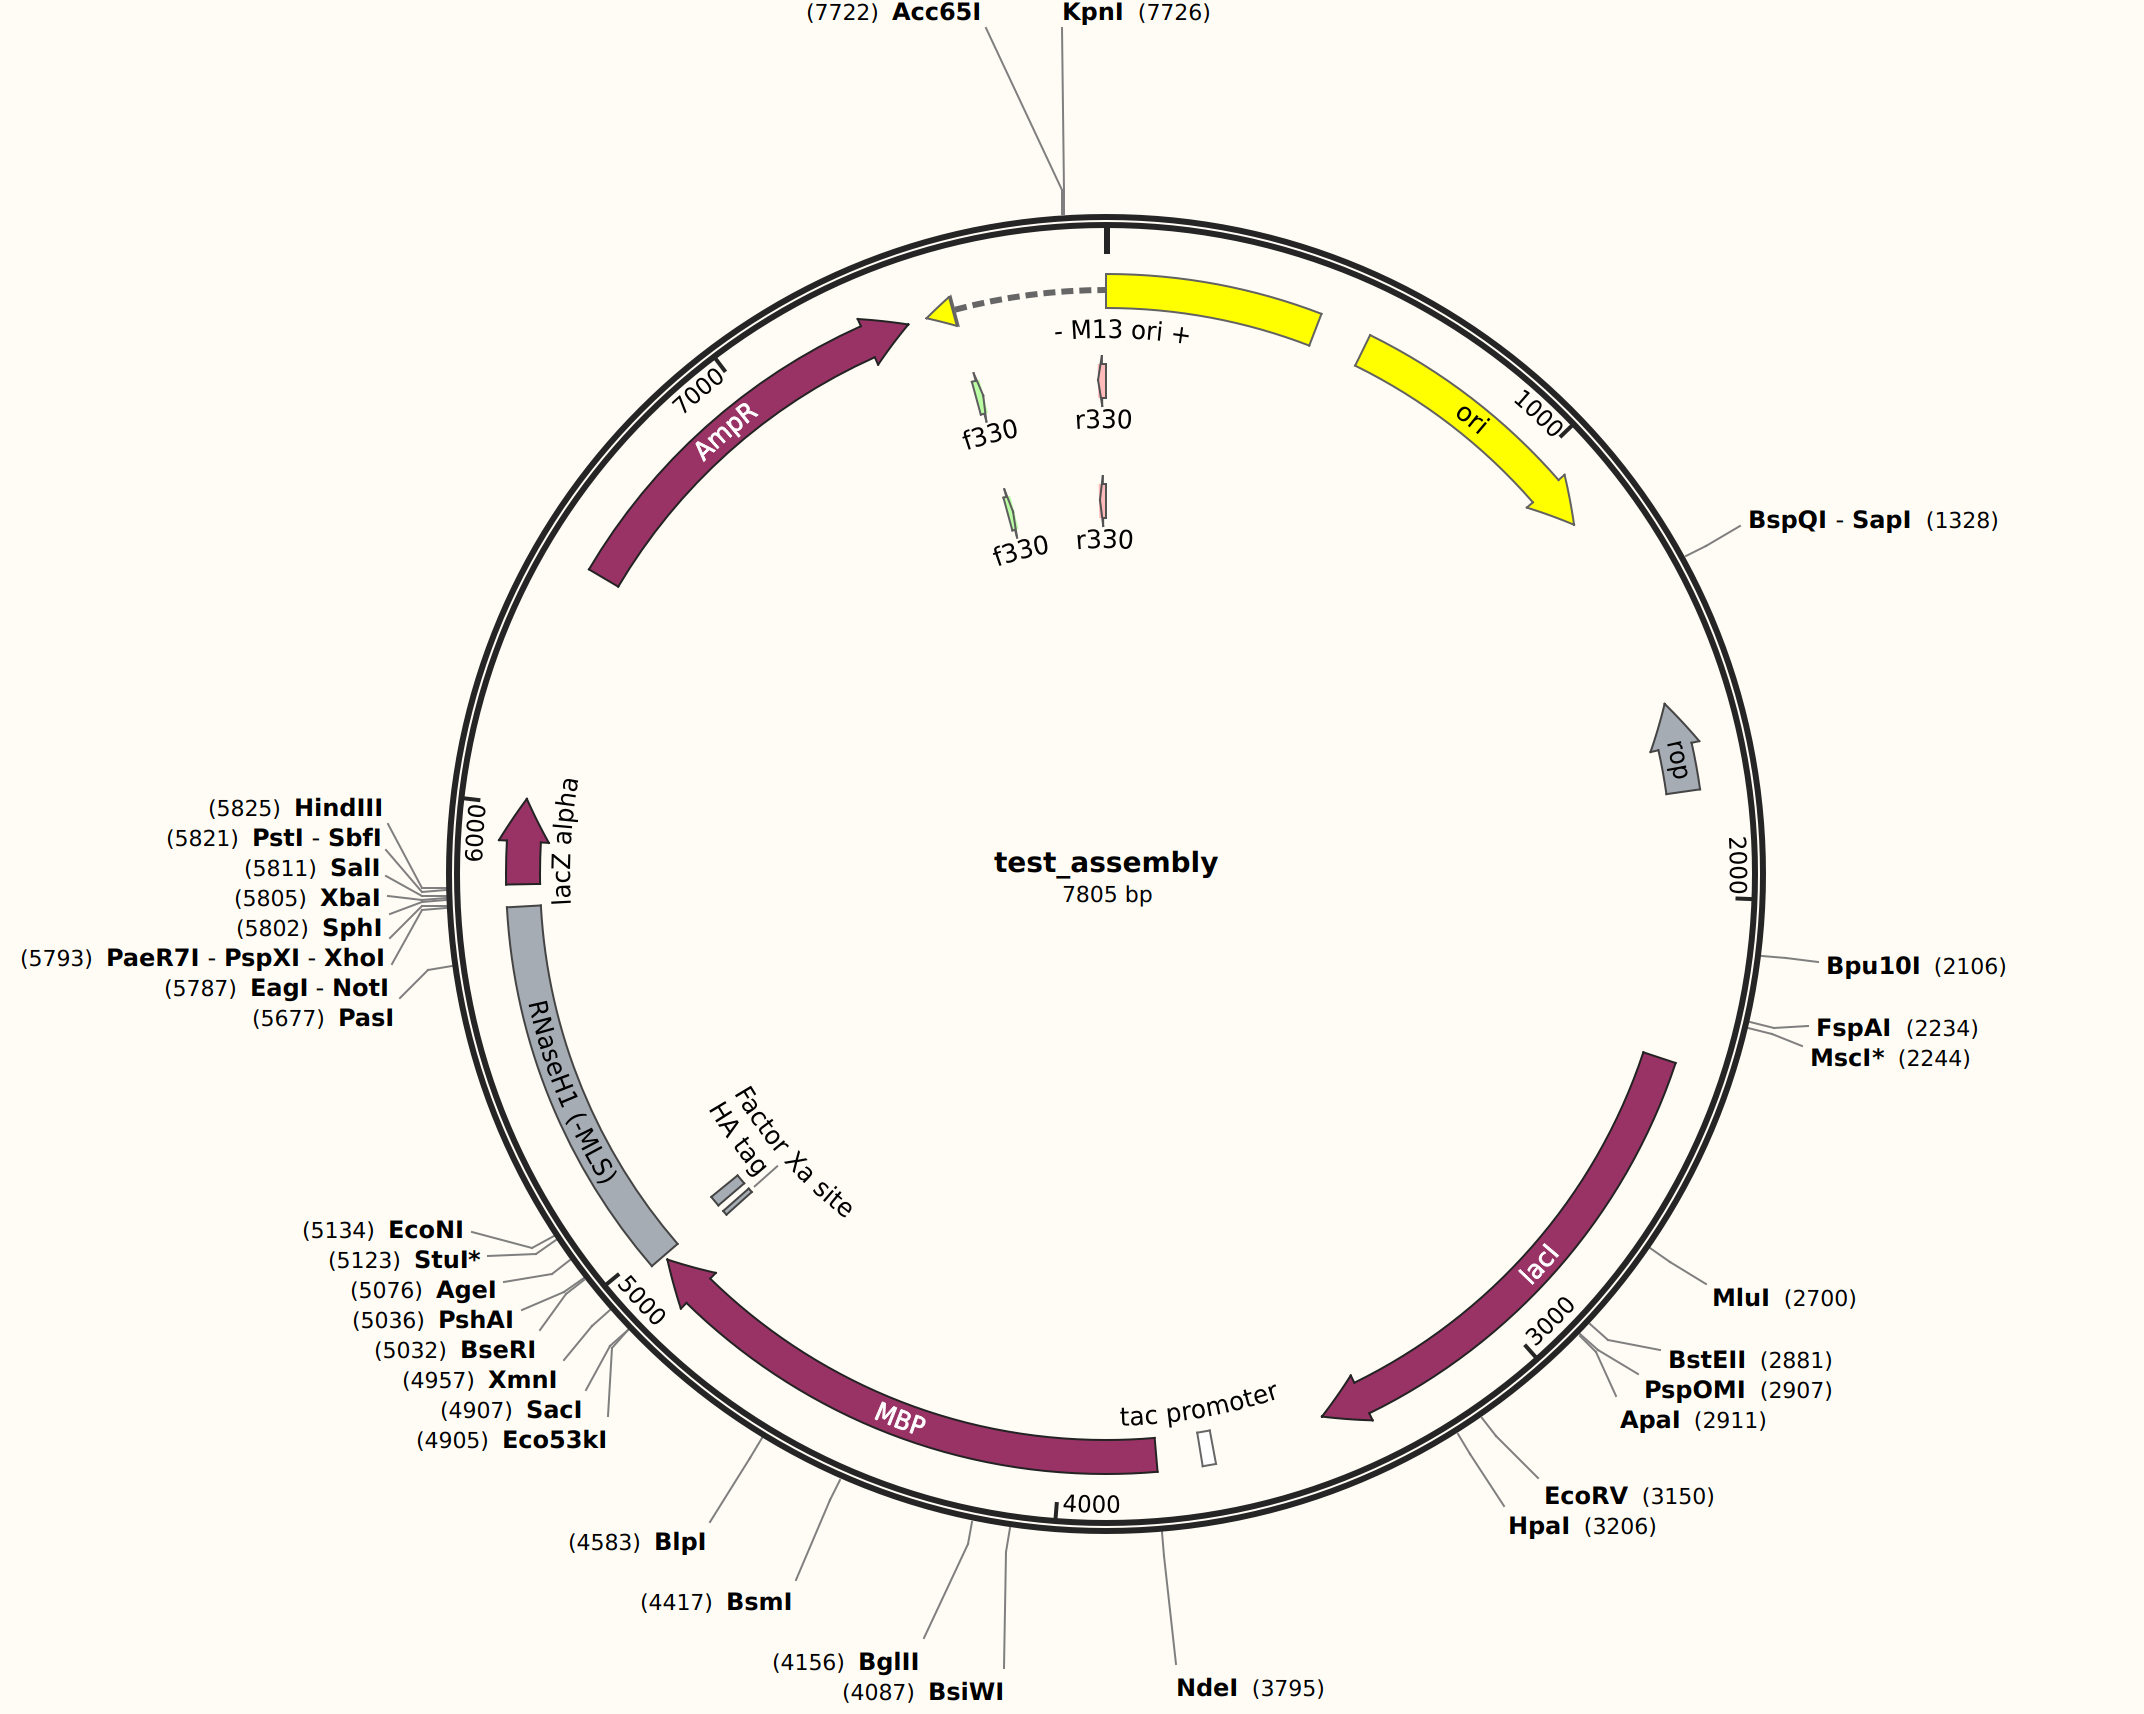 (7722) Acc65I
KpnI (7726)
- M13 ori +
ori
1000
BspQI - SapI (1328)
rop
2000
Bpu10I (2106)
FspAI (2234)
MscI* (2244)
lacI
MluI (2700)
3000
BstEII (2881)
PspOMI (2907)
ApaI (2911)
EcoRV (3150)
HpaI (3206)
tac promoter
NdeI (3795)
4000
(4087) BsiWI
(4156) BglII
(4417) BsmI
(4583) BlpI
MBP
(4905) Eco53kI
(4907) SacI
(4957) XmnI
(5032) BseRI
(5036) PshAI
(5076) AgeI
(5123) StuI*
(5134) EcoNI
5000
Factor Xa site
HA tag
RNaseH1 (-MLS)
(5677) PasI
(5787) EagI - NotI
(5793) PaeR7I - PspXI - XhoI
(5802) SphI
(5805) XbaI
(5811) SalI
(5821) PstI - SbfI
(5825) HindIII
lacZ alpha
6000
AmpR
7000
f330
r330
f330
r330
test_assembly
7805 bp